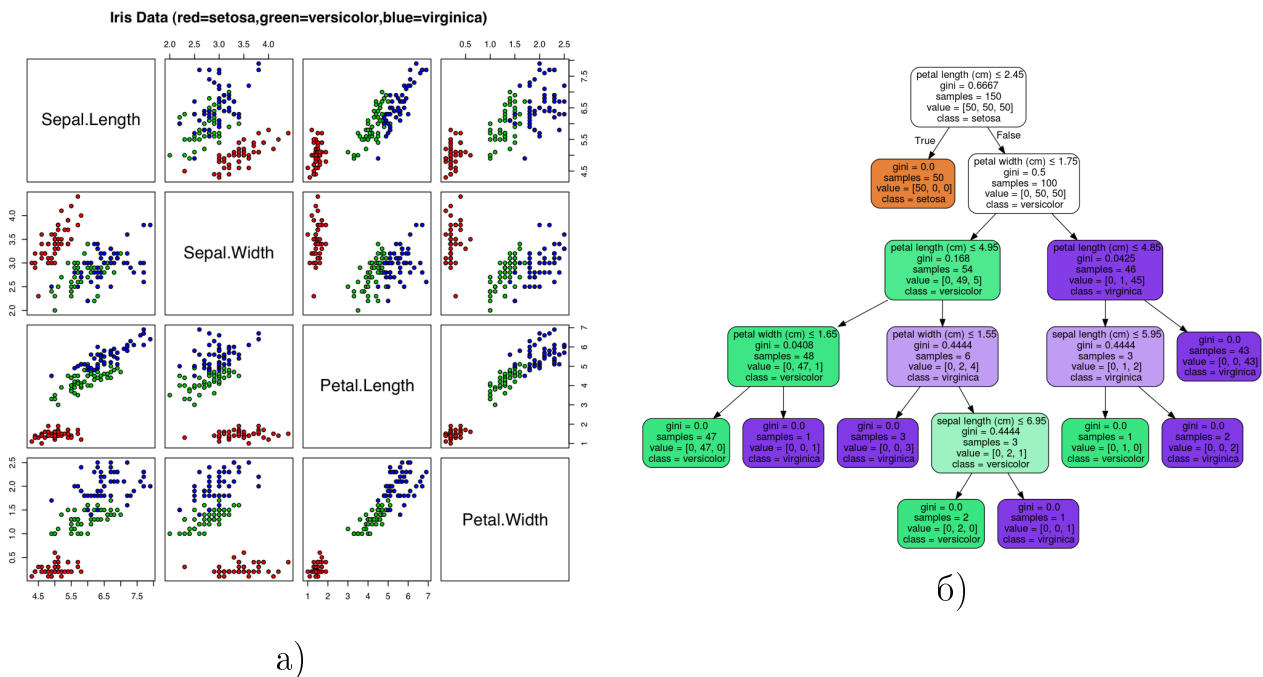 Iris Data (red=setosa,green=versicolor,blue=virginica)
2.0 3.0 4.0
0.5 1.0 1.5 2.0 2.5
Sepal.Length
4.5 5.5 6.5 7.5
2.0 2.5 3.0 3.5 4.0
Sepal.Width
Petal.Length
1 2 3 4 5 6 7
0.5 1.0 1.5 2.0 2.5
Petal.Width
4.5 5.5 6.5 7.5
1 2 3 4 5 6 7
а)
petal length (cm) ≤ 2.45
gini = 0.6667
samples = 150
value = [50, 50, 50]
class = setosa
True
False
gini = 0.0
samples = 50
value = [50, 0, 0]
class = setosa
petal width (cm) ≤ 1.75
gini = 0.5
samples = 100
value = [0, 50, 50]
class = versicolor
petal length (cm) ≤ 4.95
gini = 0.168
samples = 54
value = [0, 49, 5]
class = versicolor
petal length (cm) ≤ 4.85
gini = 0.0425
samples = 46
value = [0, 1, 45]
class = virginica
petal width (cm) ≤ 1.65
gini = 0.0408
samples = 48
value = [0, 47, 1]
class = versicolor
petal width (cm) ≤ 1.55
gini = 0.4444
samples = 6
value = [0, 2, 4]
class = virginica
sepal length (cm) ≤ 5.95
gini = 0.4444
samples = 3
value = [0, 1, 2]
class = virginica
gini = 0.0
samples = 43
value = [0, 0, 43]
class = virginica
gini = 0.0
samples = 47
value = [0, 47, 0]
class = versicolor
gini = 0.0
samples = 1
value = [0, 0, 1]
class = virginica
gini = 0.0
samples = 3
value = [0, 0, 3]
class = virginica
sepal length (cm) ≤ 6.95
gini = 0.4444
samples = 3
value = [0, 2, 1]
class = versicolor
gini = 0.0
samples = 1
value = [0, 1, 0]
class = versicolor
gini = 0.0
samples = 2
value = [0, 0, 2]
class = virginica
gini = 0.0
samples = 2
value = [0, 2, 0]
class = versicolor
gini = 0.0
samples = 1
value = [0, 0, 1]
class = virginica
б)